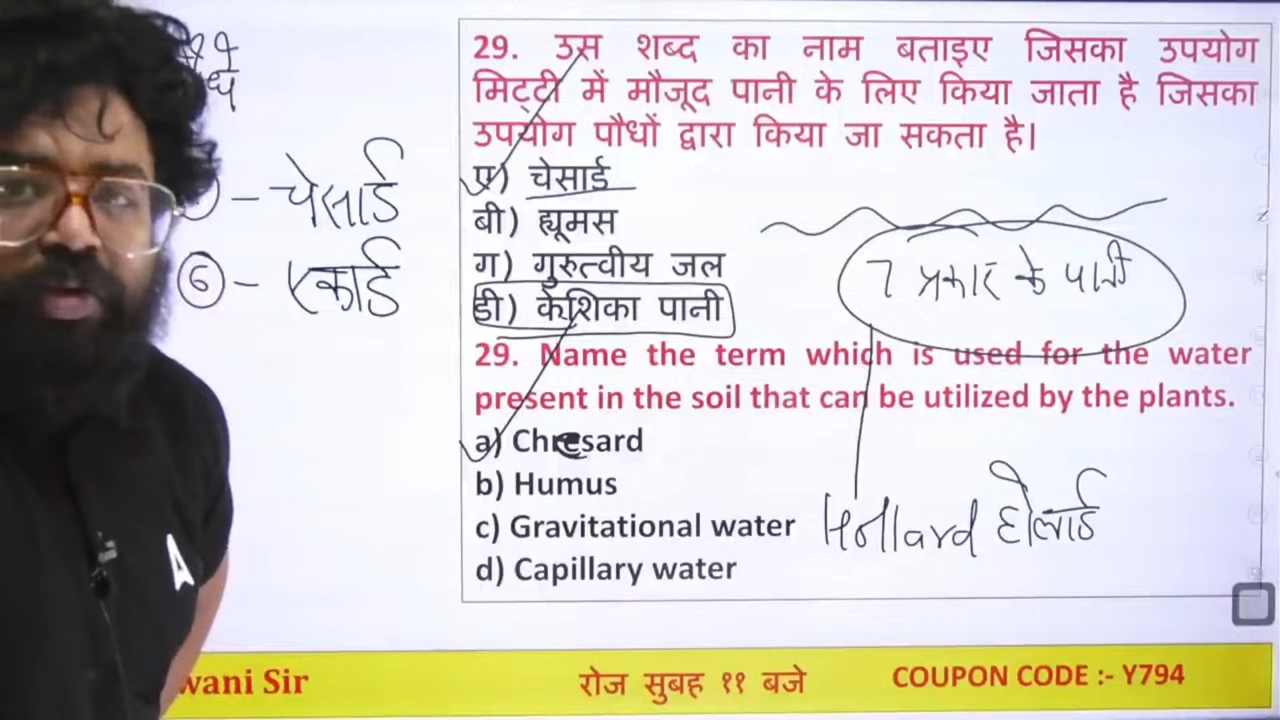 29. उस शब्द का नाम बताइए जिसका उपयोग
मिट्टी में मौजूद पानी के लिए किया जाता है जिसका
उपयोग पौधों द्वारा किया जा सकता है।
ए) चेसार्ड
बी) ह्यूमस
ग) गुरुत्वीय जल
डी) केशिका पानी
29. Name the term which is used for the water
present in the soil that can be utilized by the plants.
a) Chresard
b) Humus
c) Gravitational water
d) Capillary water
- चेसार्ड
6 - एकार्ड
7 प्रकार के पानी
Hollard होलार्ड
A
wani Sir
रोज सुबह ११ बजे
COUPON CODE :- Y794